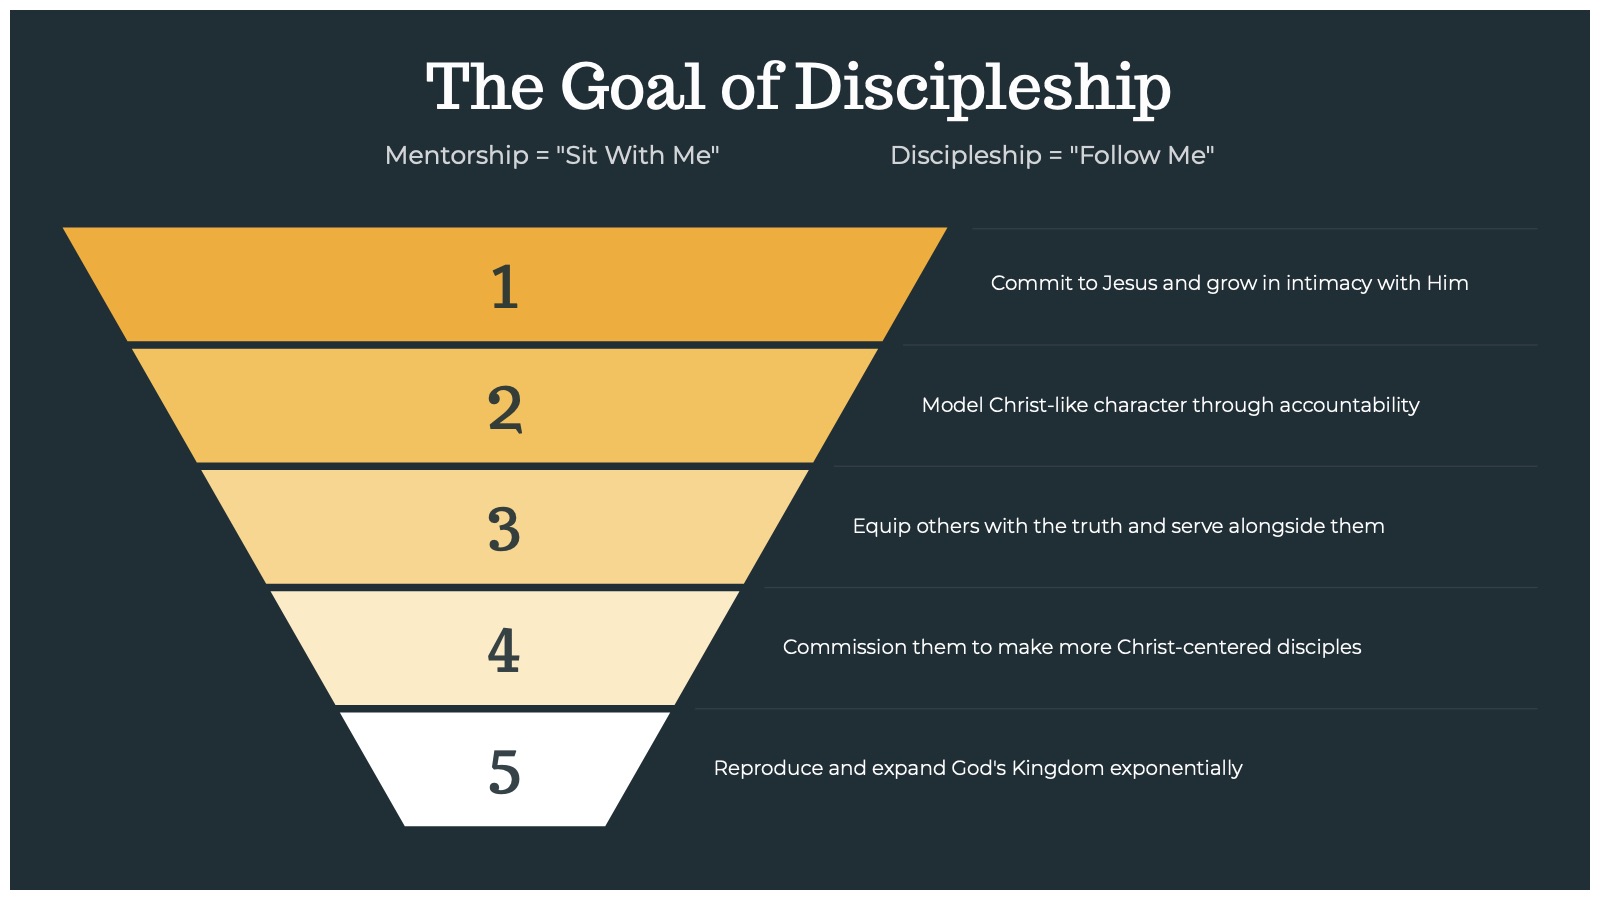 The Goal of Discipleship
Mentorship = "Sit With Me"
Discipleship = "Follow Me"
1
Commit to Jesus and grow in intimacy with Him
2
Model Christ-like character through accountability
3
Equip others with the truth and serve alongside them
4
Commission them to make more Christ-centered disciples
5
Reproduce and expand God's Kingdom exponentially